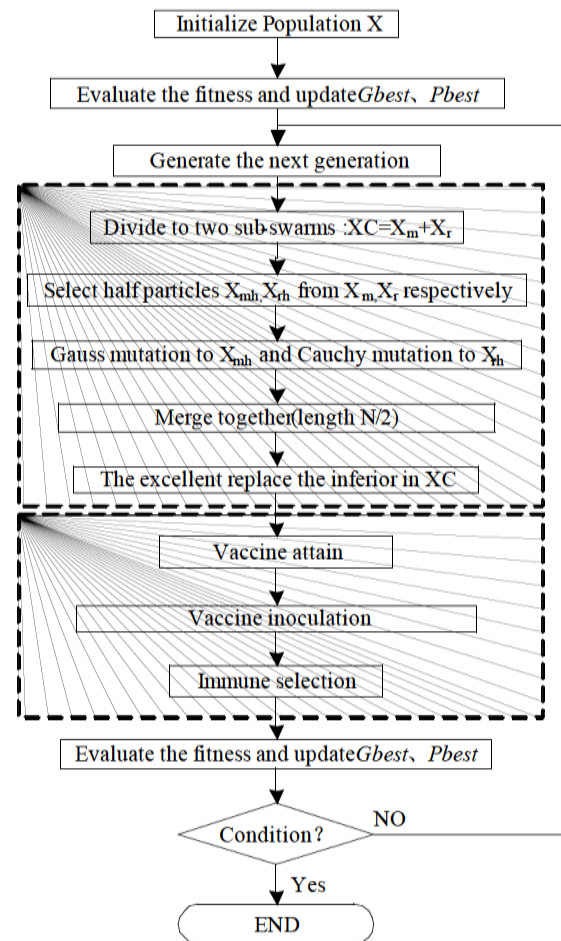 Initialize Population X
Evaluate the fitness and updateGbest、Pbest
Generate the next generation
Divide to two sub-swarms :XC=Xm+Xr
Select half particles Xmh,Xrh from Xm,Xr respectively
Gauss mutation to Xmh and Cauchy mutation to Xrh
Merge together(length N/2)
The excellent replace the inferior in XC
Vaccine attain
Vaccine inoculation
Immune selection
Evaluate the fitness and updateGbest、Pbest
Condition?
NO
Yes
END